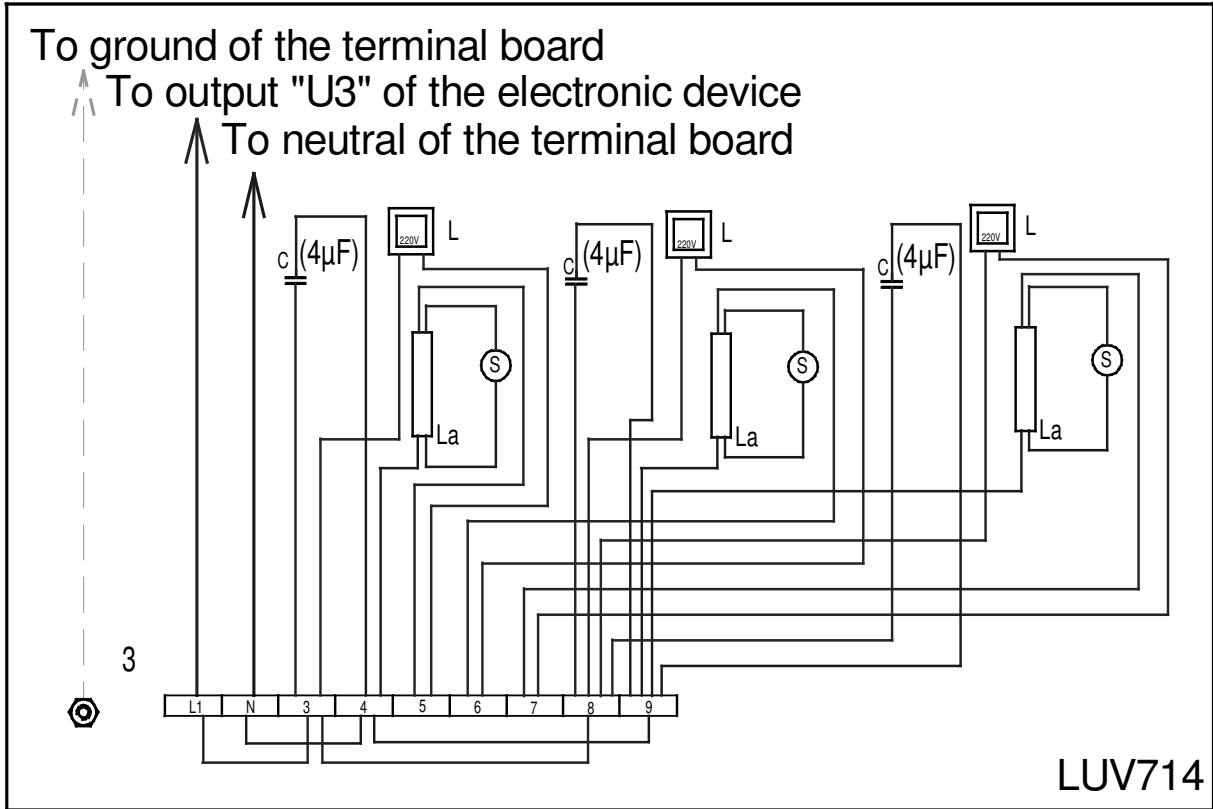 To ground of the terminal board
To output "U3" of the electronic device
To neutral of the terminal board
C (4µF)
220V
L
C (4µF)
220V
L
C (4µF)
220V
L
S
S
S
La
La
La
3
L1 N 3 4 5 6 7 8 9
LUV714